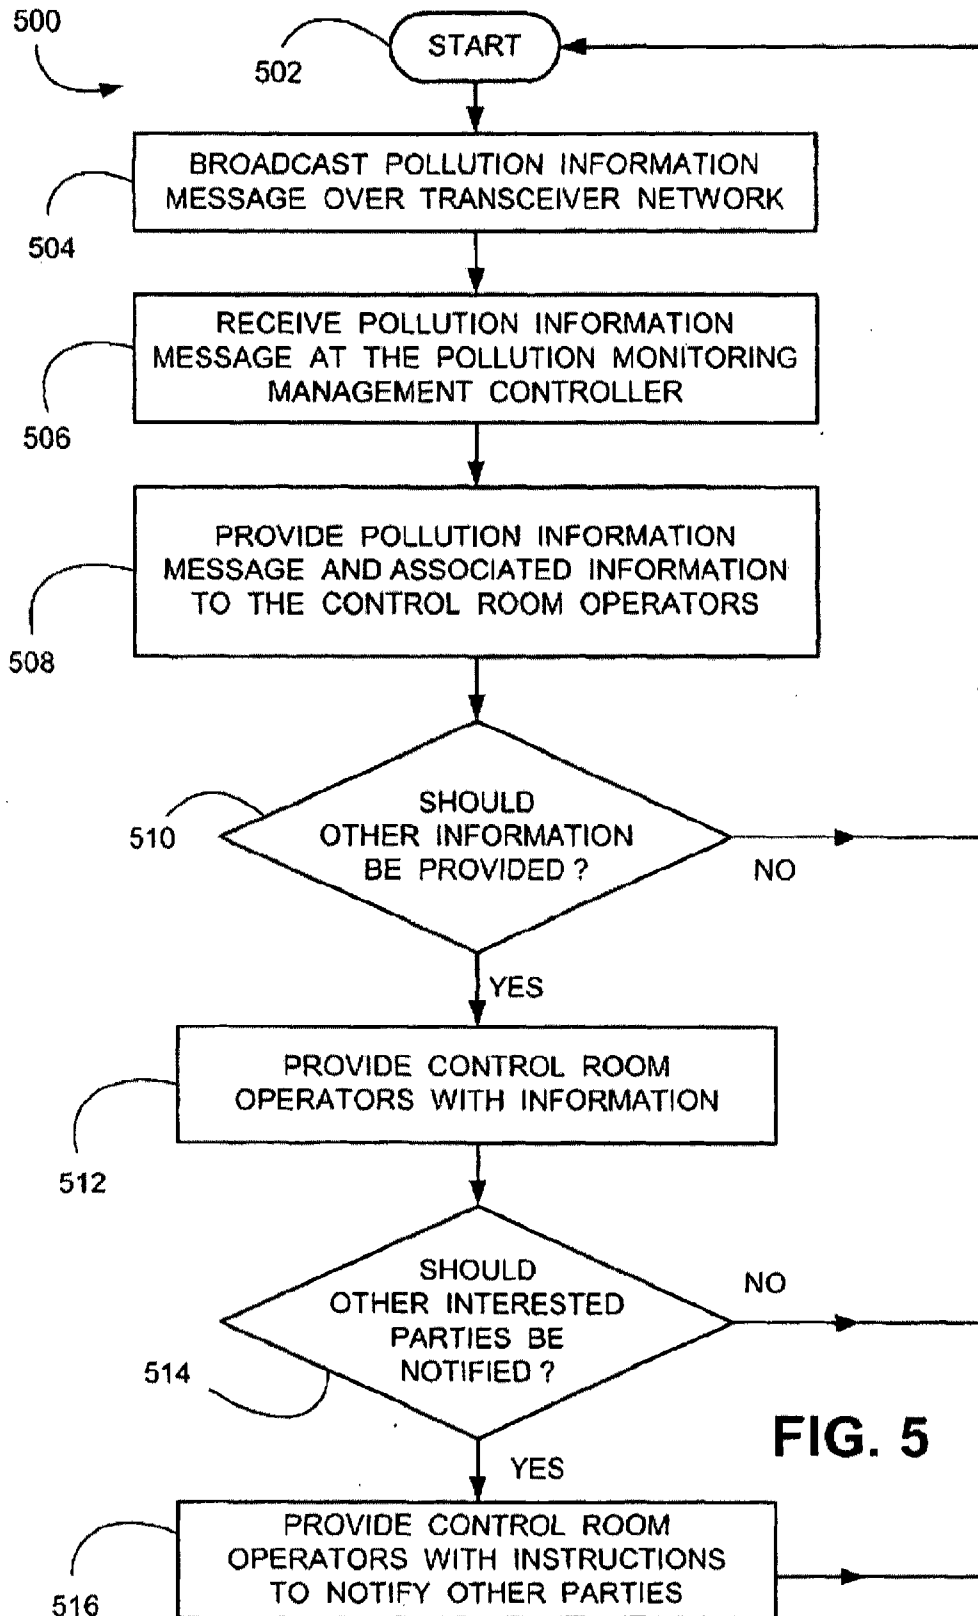 500
502
START
BROADCAST POLLUTION INFORMATION
MESSAGE OVER TRANSCEIVER NETWORK
504
RECEIVE POLLUTION INFORMATION
MESSAGE AT THE POLLUTION MONITORING
MANAGEMENT CONTROLLER
506
PROVIDE POLLUTION INFORMATION
MESSAGE AND ASSOCIATED INFORMATION
TO THE CONTROL ROOM OPERATORS
508
SHOULD
OTHER INFORMATION
BE PROVIDED ?
510
NO
YES
PROVIDE CONTROL ROOM
OPERATORS WITH INFORMATION
512
SHOULD
OTHER INTERESTED
PARTIES BE
NOTIFIED ?
514
NO
FIG. 5
YES
PROVIDE CONTROL ROOM
OPERATORS WITH INSTRUCTIONS
TO NOTIFY OTHER PARTIES
516